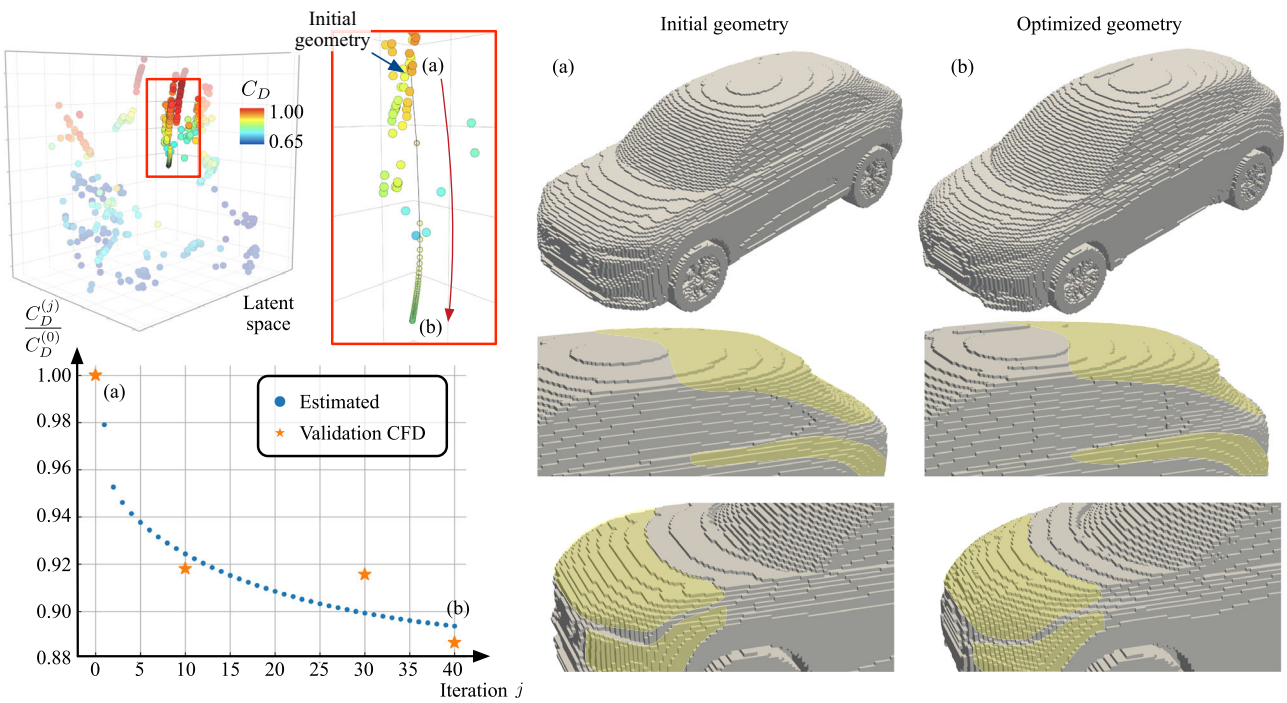 Initial
geometry
Initial geometry
Optimized geometry
(a)
(a)
(b)
C_D
1.00
0.65
(b)
Latent
space
C_D^{(j)}
C_D^{(0)}
1.00
0.98
0.96
0.94
0.92
0.90
0.88
(a)
Estimated
Validation CFD
(b)
0 5 10 15 20 25 30 35 40
Iteration j